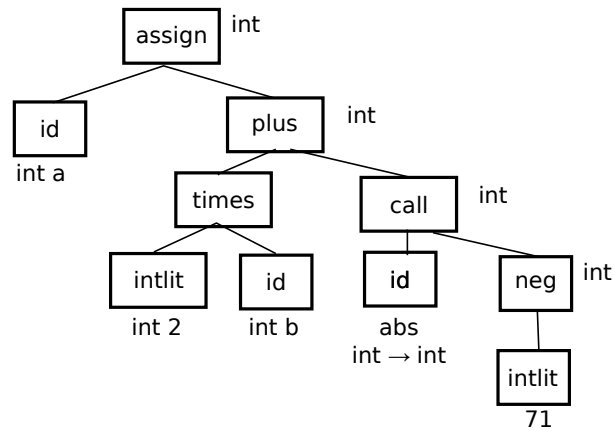 assign int
id plus int
int a
times call int
intlit id id neg int
int 2 int b abs
int → int
intlit
71